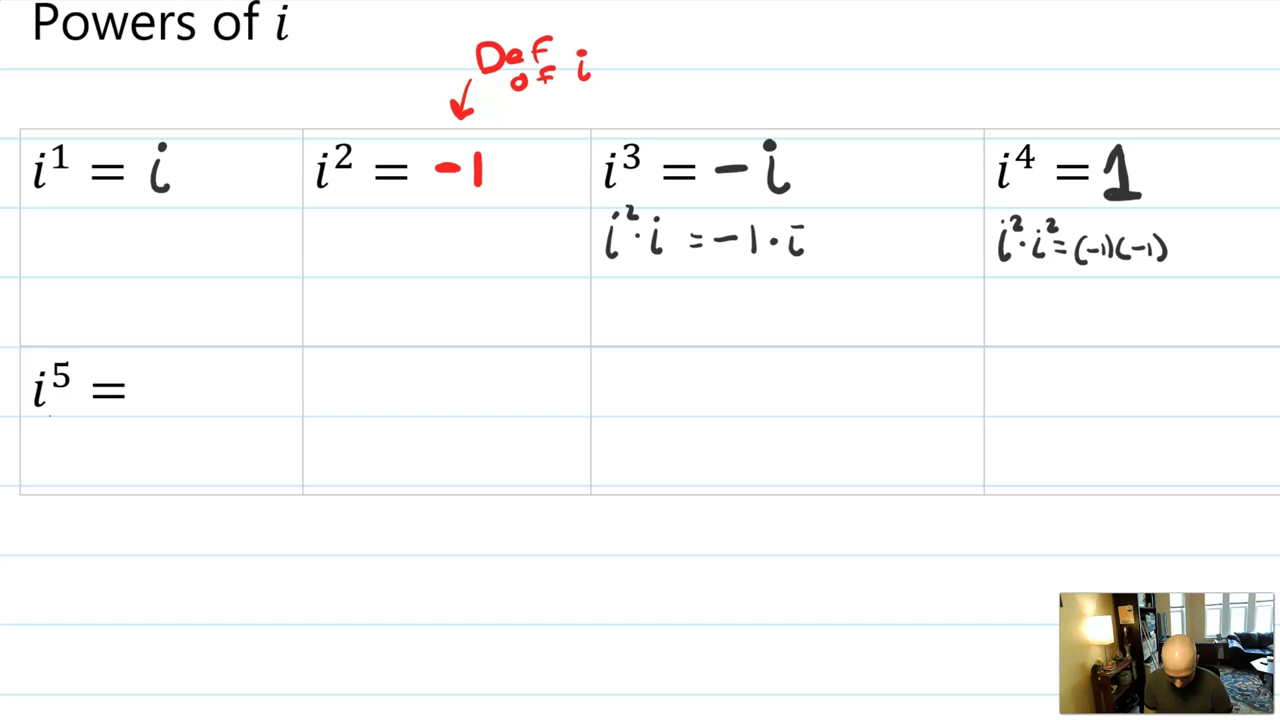 Powers of i
Def
of i
i¹ = i
i² = -1
i³ = -i
i²·i = -1·i
i⁴ = 1
i²·i² = (-1)(-1)
i⁵ =